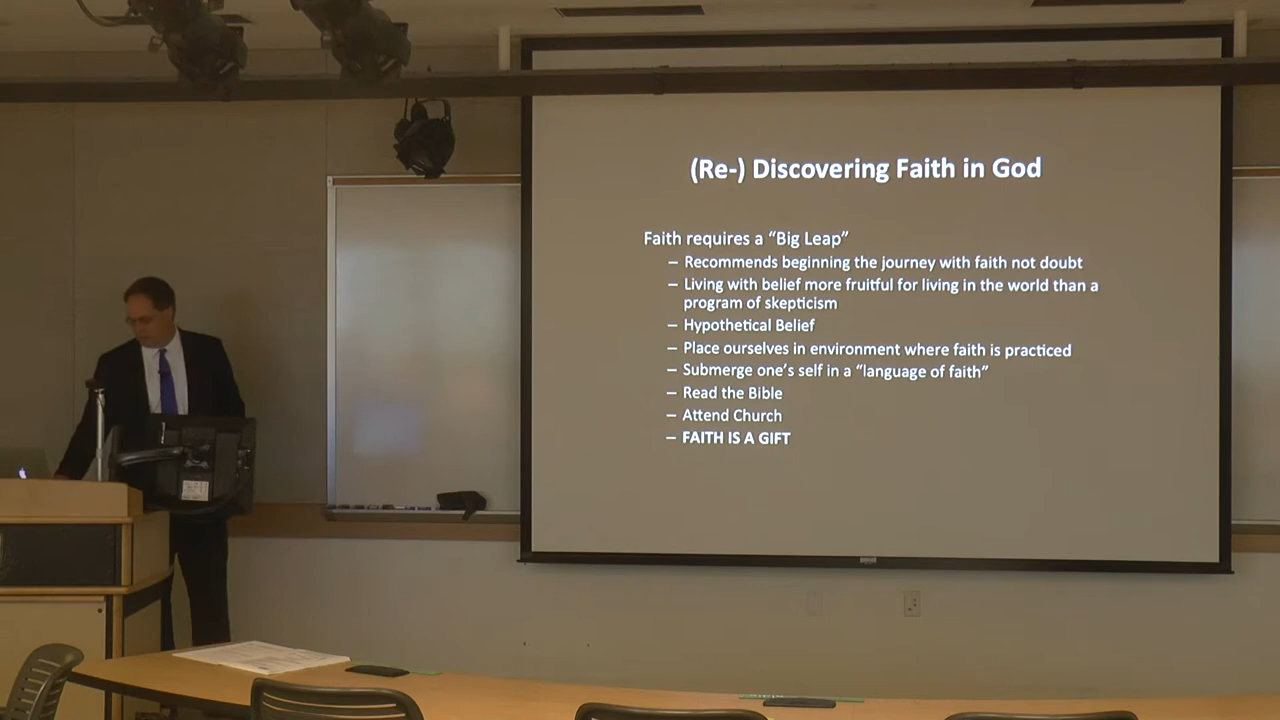 (Re-) Discovering Faith in God
Faith requires a “Big Leap”
– Recommends beginning the journey with faith not doubt
– Living with belief more fruitful for living in the world than a
program of skepticism
– Hypothetical Belief
– Place ourselves in environment where faith is practiced
– Submerge one’s self in a “language of faith”
– Read the Bible
– Attend Church
– FAITH IS A GIFT